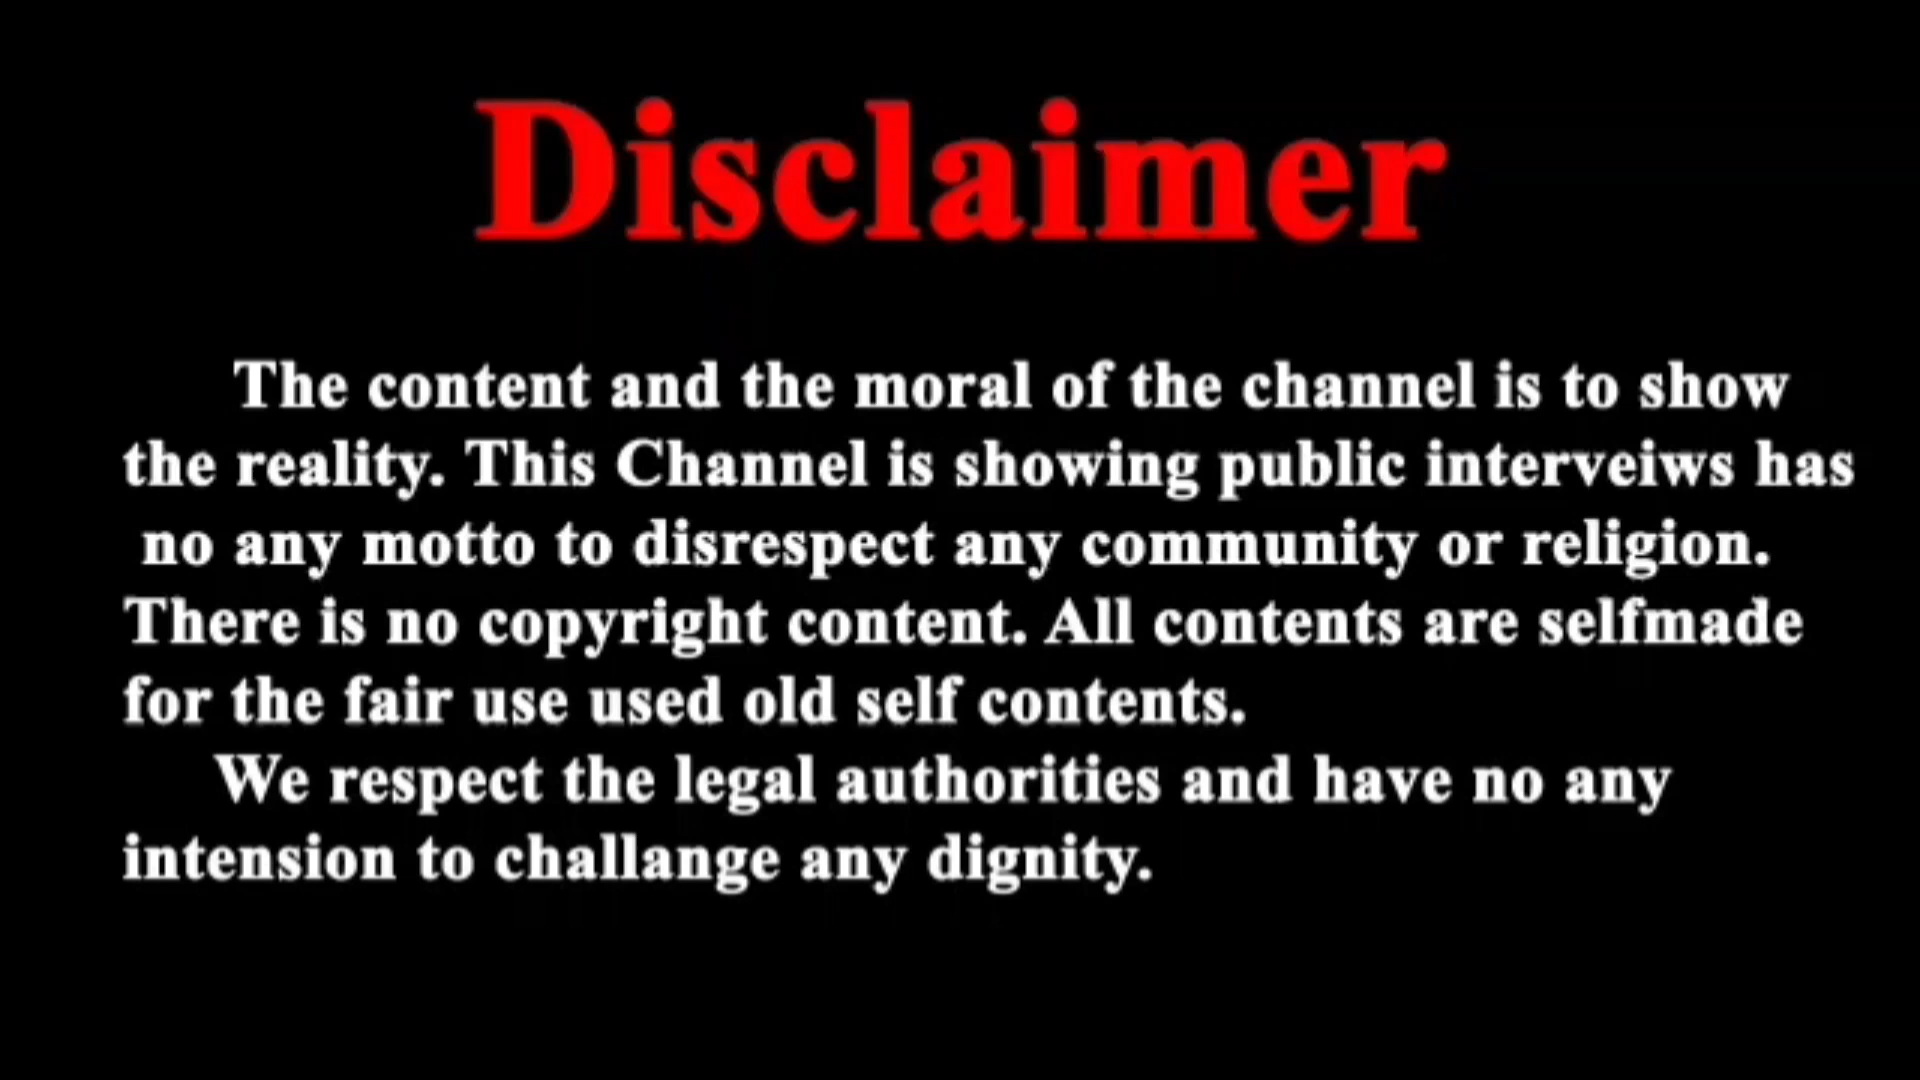 Disclaimer
The content and the moral of the channel is to show
the reality. This Channel is showing public interveiws has
no any motto to disrespect any community or religion.
There is no copyright content. All contents are selfmade
for the fair use used old self contents.
We respect the legal authorities and have no any
intension to challange any dignity.